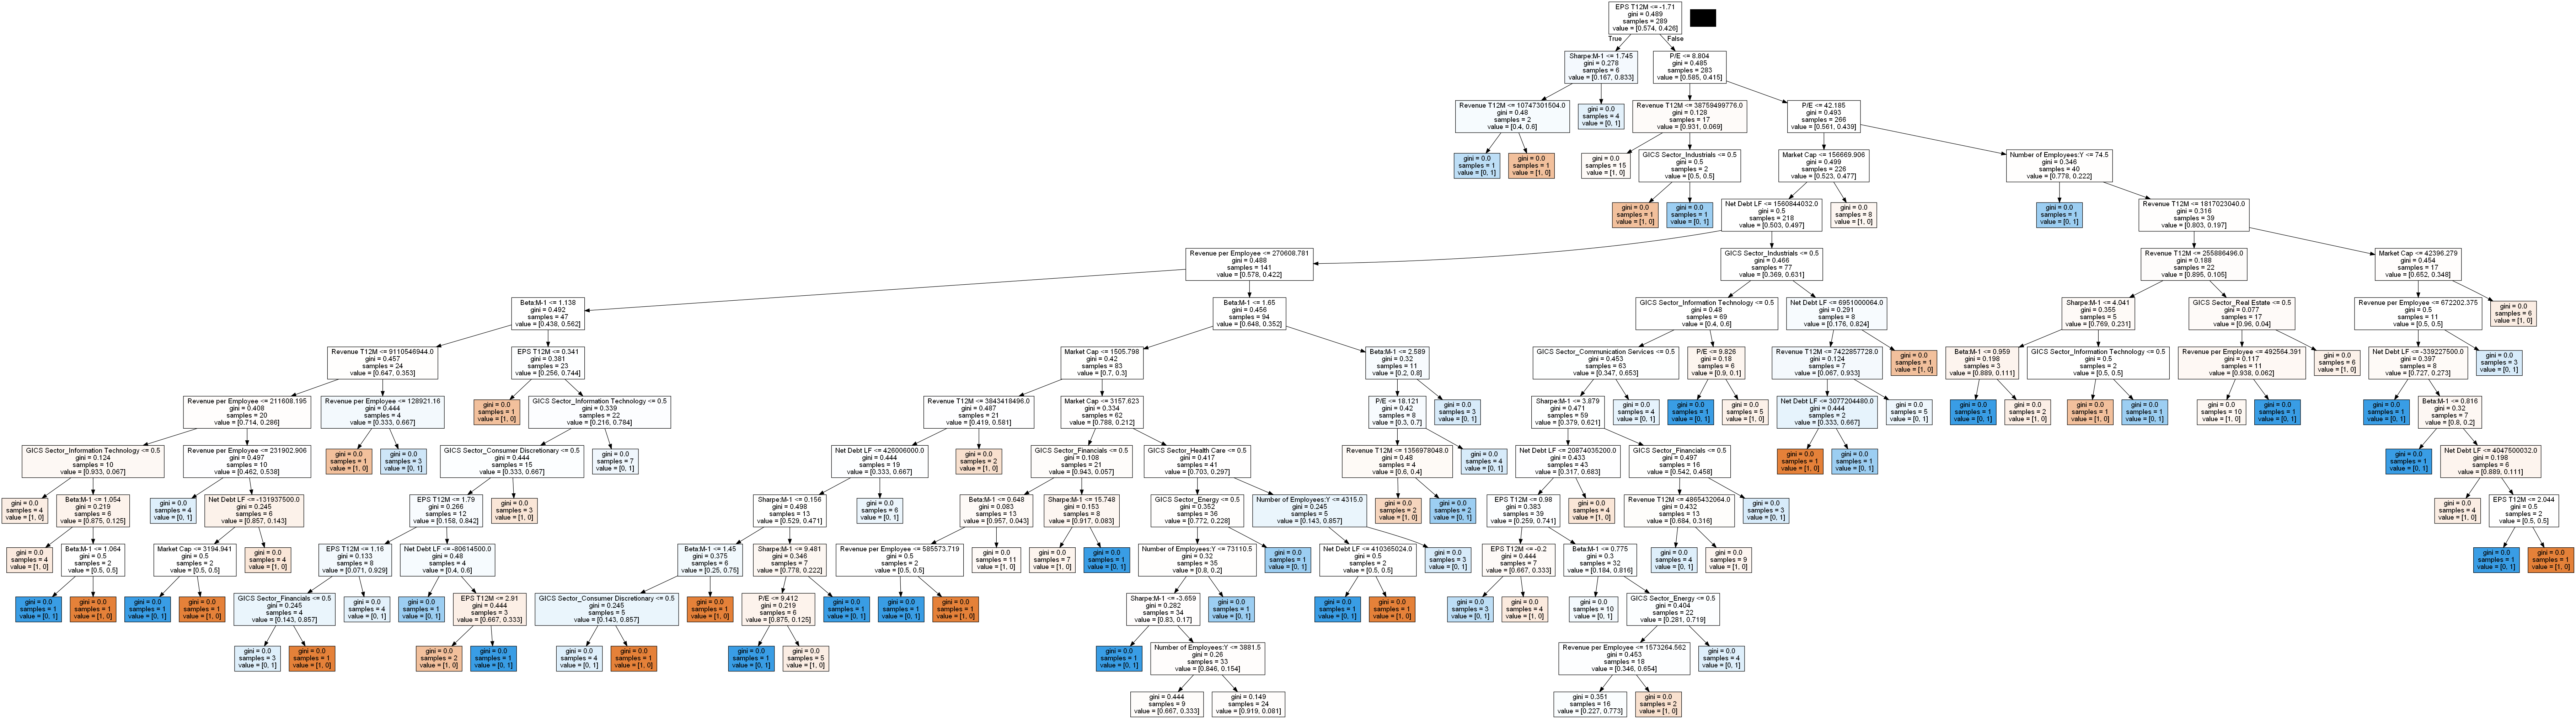 EPS T12M <= -1.71
gini = 0.489
samples = 289
value = [0.574, 0.426]
True
False
Sharpe:M-1 <= 1.745
gini = 0.278
samples = 6
value = [0.167, 0.833]
P/E <= 8.804
gini = 0.485
samples = 283
value = [0.585, 0.415]
Revenue T12M <= 10747301504.0
gini = 0.48
samples = 2
value = [0.4, 0.6]
gini = 0.0
samples = 4
value = [0, 1]
Revenue T12M <= 38759499776.0
gini = 0.128
samples = 17
value = [0.931, 0.069]
P/E <= 42.185
gini = 0.493
samples = 266
value = [0.561, 0.439]
gini = 0.0
samples = 1
value = [0, 1]
gini = 0.0
samples = 1
value = [1, 0]
gini = 0.0
samples = 15
value = [1, 0]
GICS Sector_Industrials <= 0.5
gini = 0.5
samples = 2
value = [0.5, 0.5]
Market Cap <= 156669.906
gini = 0.499
samples = 226
value = [0.523, 0.477]
Number of Employees:Y <= 74.5
gini = 0.346
samples = 40
value = [0.778, 0.222]
gini = 0.0
samples = 1
value = [1, 0]
gini = 0.0
samples = 1
value = [0, 1]
Net Debt LF <= 1560844032.0
gini = 0.5
samples = 218
value = [0.503, 0.497]
gini = 0.0
samples = 8
value = [1, 0]
gini = 0.0
samples = 1
value = [0, 1]
Revenue T12M <= 1817023040.0
gini = 0.316
samples = 39
value = [0.803, 0.197]
Revenue per Employee <= 270608.781
gini = 0.488
samples = 141
value = [0.578, 0.422]
GICS Sector_Industrials <= 0.5
gini = 0.466
samples = 77
value = [0.369, 0.631]
Revenue T12M <= 255886496.0
gini = 0.188
samples = 22
value = [0.895, 0.105]
Market Cap <= 42396.279
gini = 0.454
samples = 17
value = [0.652, 0.348]
Beta:M-1 <= 1.138
gini = 0.492
samples = 47
value = [0.438, 0.562]
Beta:M-1 <= 1.65
gini = 0.456
samples = 94
value = [0.648, 0.352]
GICS Sector_Information Technology <= 0.5
gini = 0.48
samples = 69
value = [0.4, 0.6]
Net Debt LF <= 6951000064.0
gini = 0.291
samples = 8
value = [0.176, 0.824]
Sharpe:M-1 <= 4.041
gini = 0.355
samples = 5
value = [0.769, 0.231]
GICS Sector_Real Estate <= 0.5
gini = 0.077
samples = 17
value = [0.96, 0.04]
Revenue per Employee <= 672202.375
gini = 0.5
samples = 11
value = [0.5, 0.5]
gini = 0.0
samples = 6
value = [1, 0]
Revenue T12M <= 9110546944.0
gini = 0.457
samples = 24
value = [0.647, 0.353]
EPS T12M <= 0.341
gini = 0.381
samples = 23
value = [0.256, 0.744]
Market Cap <= 1505.798
gini = 0.42
samples = 83
value = [0.7, 0.3]
Beta:M-1 <= 2.589
gini = 0.32
samples = 11
value = [0.2, 0.8]
GICS Sector_Communication Services <= 0.5
gini = 0.453
samples = 63
value = [0.347, 0.653]
P/E <= 9.826
gini = 0.18
samples = 6
value = [0.9, 0.1]
Revenue T12M <= 7422857728.0
gini = 0.124
samples = 7
value = [0.067, 0.933]
gini = 0.0
samples = 1
value = [1, 0]
Beta:M-1 <= 0.959
gini = 0.198
samples = 3
value = [0.889, 0.111]
GICS Sector_Information Technology <= 0.5
gini = 0.5
samples = 2
value = [0.5, 0.5]
Revenue per Employee <= 492564.391
gini = 0.117
samples = 11
value = [0.938, 0.062]
gini = 0.0
samples = 6
value = [1, 0]
Net Debt LF <= -339227500.0
gini = 0.397
samples = 8
value = [0.727, 0.273]
gini = 0.0
samples = 3
value = [0, 1]
Revenue per Employee <= 211608.195
gini = 0.408
samples = 20
value = [0.714, 0.286]
Revenue per Employee <= 128921.16
gini = 0.444
samples = 4
value = [0.333, 0.667]
gini = 0.0
samples = 1
value = [1, 0]
GICS Sector_Information Technology <= 0.5
gini = 0.339
samples = 22
value = [0.216, 0.784]
Revenue T12M <= 3843418496.0
gini = 0.487
samples = 21
value = [0.419, 0.581]
Market Cap <= 3157.623
gini = 0.334
samples = 62
value = [0.788, 0.212]
P/E <= 18.121
gini = 0.42
samples = 8
value = [0.3, 0.7]
gini = 0.0
samples = 3
value = [0, 1]
Sharpe:M-1 <= 3.879
gini = 0.471
samples = 59
value = [0.379, 0.621]
gini = 0.0
samples = 4
value = [0, 1]
gini = 0.0
samples = 1
value = [0, 1]
gini = 0.0
samples = 5
value = [1, 0]
Net Debt LF <= 3077204480.0
gini = 0.444
samples = 2
value = [0.333, 0.667]
gini = 0.0
samples = 5
value = [0, 1]
gini = 0.0
samples = 1
value = [0, 1]
gini = 0.0
samples = 2
value = [1, 0]
gini = 0.0
samples = 1
value = [1, 0]
gini = 0.0
samples = 1
value = [0, 1]
gini = 0.0
samples = 10
value = [1, 0]
gini = 0.0
samples = 1
value = [0, 1]
gini = 0.0
samples = 1
value = [0, 1]
Beta:M-1 <= 0.816
gini = 0.32
samples = 7
value = [0.8, 0.2]
GICS Sector_Information Technology <= 0.5
gini = 0.124
samples = 10
value = [0.933, 0.067]
Revenue per Employee <= 231902.906
gini = 0.497
samples = 10
value = [0.462, 0.538]
gini = 0.0
samples = 1
value = [1, 0]
gini = 0.0
samples = 3
value = [0, 1]
GICS Sector_Consumer Discretionary <= 0.5
gini = 0.444
samples = 15
value = [0.333, 0.667]
gini = 0.0
samples = 7
value = [0, 1]
Net Debt LF <= 426006000.0
gini = 0.444
samples = 19
value = [0.333, 0.667]
gini = 0.0
samples = 2
value = [1, 0]
GICS Sector_Financials <= 0.5
gini = 0.108
samples = 21
value = [0.943, 0.057]
GICS Sector_Health Care <= 0.5
gini = 0.417
samples = 41
value = [0.703, 0.297]
Revenue T12M <= 1356978048.0
gini = 0.48
samples = 4
value = [0.6, 0.4]
gini = 0.0
samples = 4
value = [0, 1]
Net Debt LF <= 20874035200.0
gini = 0.433
samples = 43
value = [0.317, 0.683]
GICS Sector_Financials <= 0.5
gini = 0.497
samples = 16
value = [0.542, 0.458]
gini = 0.0
samples = 1
value = [1, 0]
gini = 0.0
samples = 1
value = [0, 1]
gini = 0.0
samples = 1
value = [0, 1]
Net Debt LF <= 4047500032.0
gini = 0.198
samples = 6
value = [0.889, 0.111]
gini = 0.0
samples = 4
value = [1, 0]
Beta:M-1 <= 1.054
gini = 0.219
samples = 6
value = [0.875, 0.125]
gini = 0.0
samples = 4
value = [0, 1]
Net Debt LF <= -131937500.0
gini = 0.245
samples = 6
value = [0.857, 0.143]
EPS T12M <= 1.79
gini = 0.266
samples = 12
value = [0.158, 0.842]
gini = 0.0
samples = 3
value = [1, 0]
Sharpe:M-1 <= 0.156
gini = 0.498
samples = 13
value = [0.529, 0.471]
gini = 0.0
samples = 6
value = [0, 1]
Beta:M-1 <= 0.648
gini = 0.083
samples = 13
value = [0.957, 0.043]
Sharpe:M-1 <= 15.748
gini = 0.153
samples = 8
value = [0.917, 0.083]
GICS Sector_Energy <= 0.5
gini = 0.352
samples = 36
value = [0.772, 0.228]
Number of Employees:Y <= 4315.0
gini = 0.245
samples = 5
value = [0.143, 0.857]
gini = 0.0
samples = 2
value = [1, 0]
gini = 0.0
samples = 2
value = [0, 1]
EPS T12M <= 0.98
gini = 0.383
samples = 39
value = [0.259, 0.741]
gini = 0.0
samples = 4
value = [1, 0]
Revenue T12M <= 4865432064.0
gini = 0.432
samples = 13
value = [0.684, 0.316]
gini = 0.0
samples = 3
value = [0, 1]
gini = 0.0
samples = 4
value = [1, 0]
EPS T12M <= 2.044
gini = 0.5
samples = 2
value = [0.5, 0.5]
gini = 0.0
samples = 4
value = [1, 0]
Beta:M-1 <= 1.064
gini = 0.5
samples = 2
value = [0.5, 0.5]
Market Cap <= 3194.941
gini = 0.5
samples = 2
value = [0.5, 0.5]
gini = 0.0
samples = 4
value = [1, 0]
EPS T12M <= 1.16
gini = 0.133
samples = 8
value = [0.071, 0.929]
Net Debt LF <= -80614500.0
gini = 0.48
samples = 4
value = [0.4, 0.6]
Beta:M-1 <= 1.45
gini = 0.375
samples = 6
value = [0.25, 0.75]
Sharpe:M-1 <= 9.481
gini = 0.346
samples = 7
value = [0.778, 0.222]
Revenue per Employee <= 585573.719
gini = 0.5
samples = 2
value = [0.5, 0.5]
gini = 0.0
samples = 11
value = [1, 0]
gini = 0.0
samples = 7
value = [1, 0]
gini = 0.0
samples = 1
value = [0, 1]
Number of Employees:Y <= 73110.5
gini = 0.32
samples = 35
value = [0.8, 0.2]
gini = 0.0
samples = 1
value = [0, 1]
Net Debt LF <= 410365024.0
gini = 0.5
samples = 2
value = [0.5, 0.5]
gini = 0.0
samples = 3
value = [0, 1]
EPS T12M <= -0.2
gini = 0.444
samples = 7
value = [0.667, 0.333]
Beta:M-1 <= 0.775
gini = 0.3
samples = 32
value = [0.184, 0.816]
gini = 0.0
samples = 4
value = [0, 1]
gini = 0.0
samples = 9
value = [1, 0]
gini = 0.0
samples = 1
value = [0, 1]
gini = 0.0
samples = 1
value = [1, 0]
gini = 0.0
samples = 1
value = [0, 1]
gini = 0.0
samples = 1
value = [1, 0]
gini = 0.0
samples = 1
value = [0, 1]
gini = 0.0
samples = 1
value = [1, 0]
GICS Sector_Financials <= 0.5
gini = 0.245
samples = 4
value = [0.143, 0.857]
gini = 0.0
samples = 4
value = [0, 1]
gini = 0.0
samples = 1
value = [0, 1]
EPS T12M <= 2.91
gini = 0.444
samples = 3
value = [0.667, 0.333]
GICS Sector_Consumer Discretionary <= 0.5
gini = 0.245
samples = 5
value = [0.143, 0.857]
gini = 0.0
samples = 1
value = [1, 0]
P/E <= 9.412
gini = 0.219
samples = 6
value = [0.875, 0.125]
gini = 0.0
samples = 1
value = [0, 1]
gini = 0.0
samples = 1
value = [0, 1]
gini = 0.0
samples = 1
value = [1, 0]
Sharpe:M-1 <= -3.659
gini = 0.282
samples = 34
value = [0.83, 0.17]
gini = 0.0
samples = 1
value = [0, 1]
gini = 0.0
samples = 1
value = [0, 1]
gini = 0.0
samples = 1
value = [1, 0]
gini = 0.0
samples = 3
value = [0, 1]
gini = 0.0
samples = 4
value = [1, 0]
gini = 0.0
samples = 10
value = [0, 1]
GICS Sector_Energy <= 0.5
gini = 0.404
samples = 22
value = [0.281, 0.719]
gini = 0.0
samples = 3
value = [0, 1]
gini = 0.0
samples = 1
value = [1, 0]
gini = 0.0
samples = 2
value = [1, 0]
gini = 0.0
samples = 1
value = [0, 1]
gini = 0.0
samples = 4
value = [0, 1]
gini = 0.0
samples = 1
value = [1, 0]
gini = 0.0
samples = 1
value = [0, 1]
gini = 0.0
samples = 5
value = [1, 0]
gini = 0.0
samples = 1
value = [0, 1]
Number of Employees:Y <= 3881.5
gini = 0.26
samples = 33
value = [0.846, 0.154]
Revenue per Employee <= 1573264.562
gini = 0.453
samples = 18
value = [0.346, 0.654]
gini = 0.0
samples = 4
value = [0, 1]
gini = 0.444
samples = 9
value = [0.667, 0.333]
gini = 0.149
samples = 24
value = [0.919, 0.081]
gini = 0.351
samples = 16
value = [0.227, 0.773]
gini = 0.0
samples = 2
value = [1, 0]